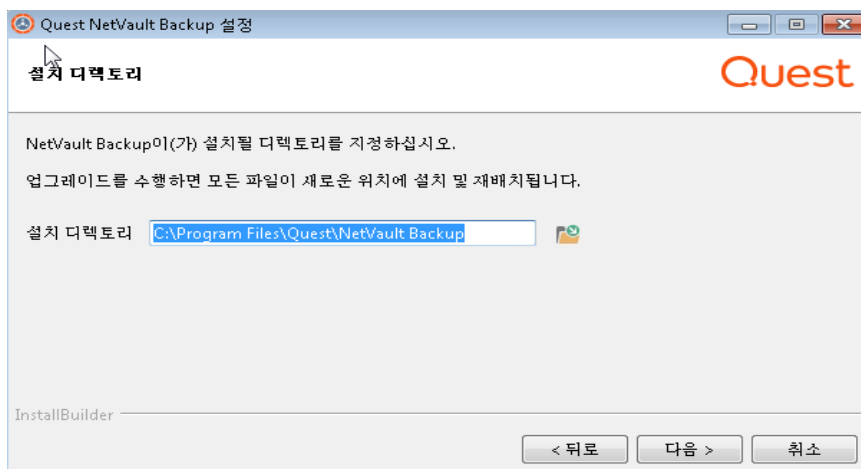 Quest NetVault Backup 설정
설치 디렉토리
Quest
NetVault Backup이(가) 설치될 디렉토리를 지정하십시오.
업그레이드를 수행하면 모든 파일이 새로운 위치에 설치 및 재배치됩니다.
설치 디렉토리 C:\Program Files\Quest\NetVault Backup
InstallBuilder
< 뒤로 다음 > 취소